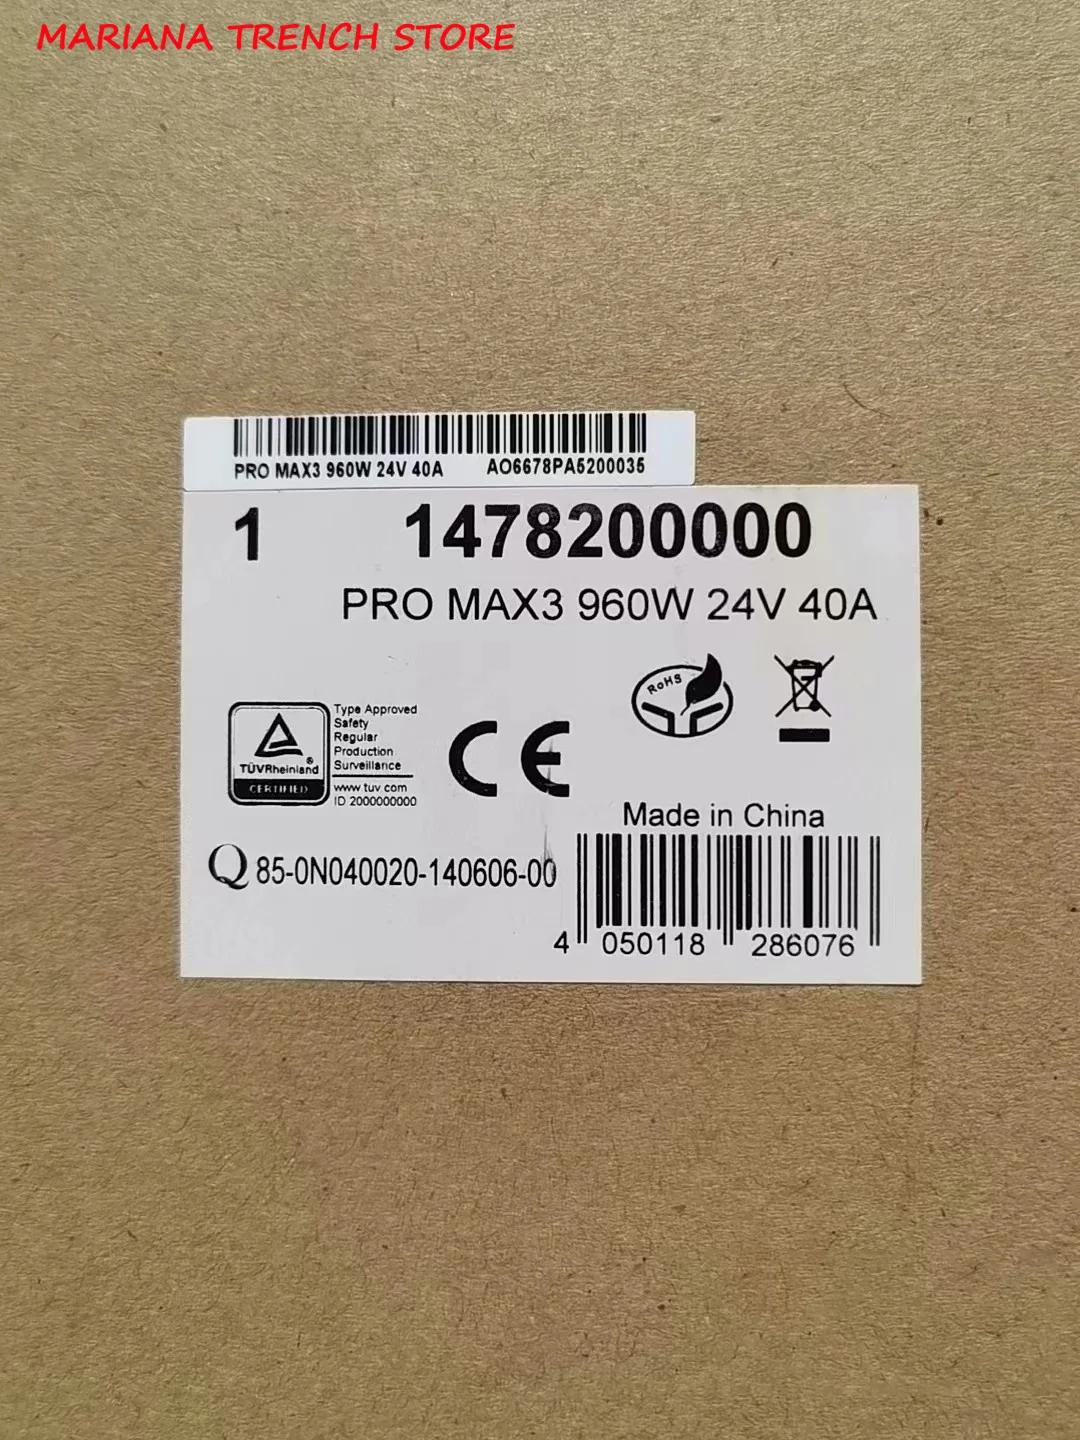 MARIANA TRENCH STORE
PRO MAX3 960W 24V 40A AO6678PA5200035
1 1478200000
PRO MAX3 960W 24V 40A
RoHS
Type Approved
Safety
Regular
Production
Surveillance
www.tuv.com
ID 2000000000
TÜVRheinland®
CERTIFIED
CE
Made in China
Q 85-0N040020-140606-00
4 050118 286076